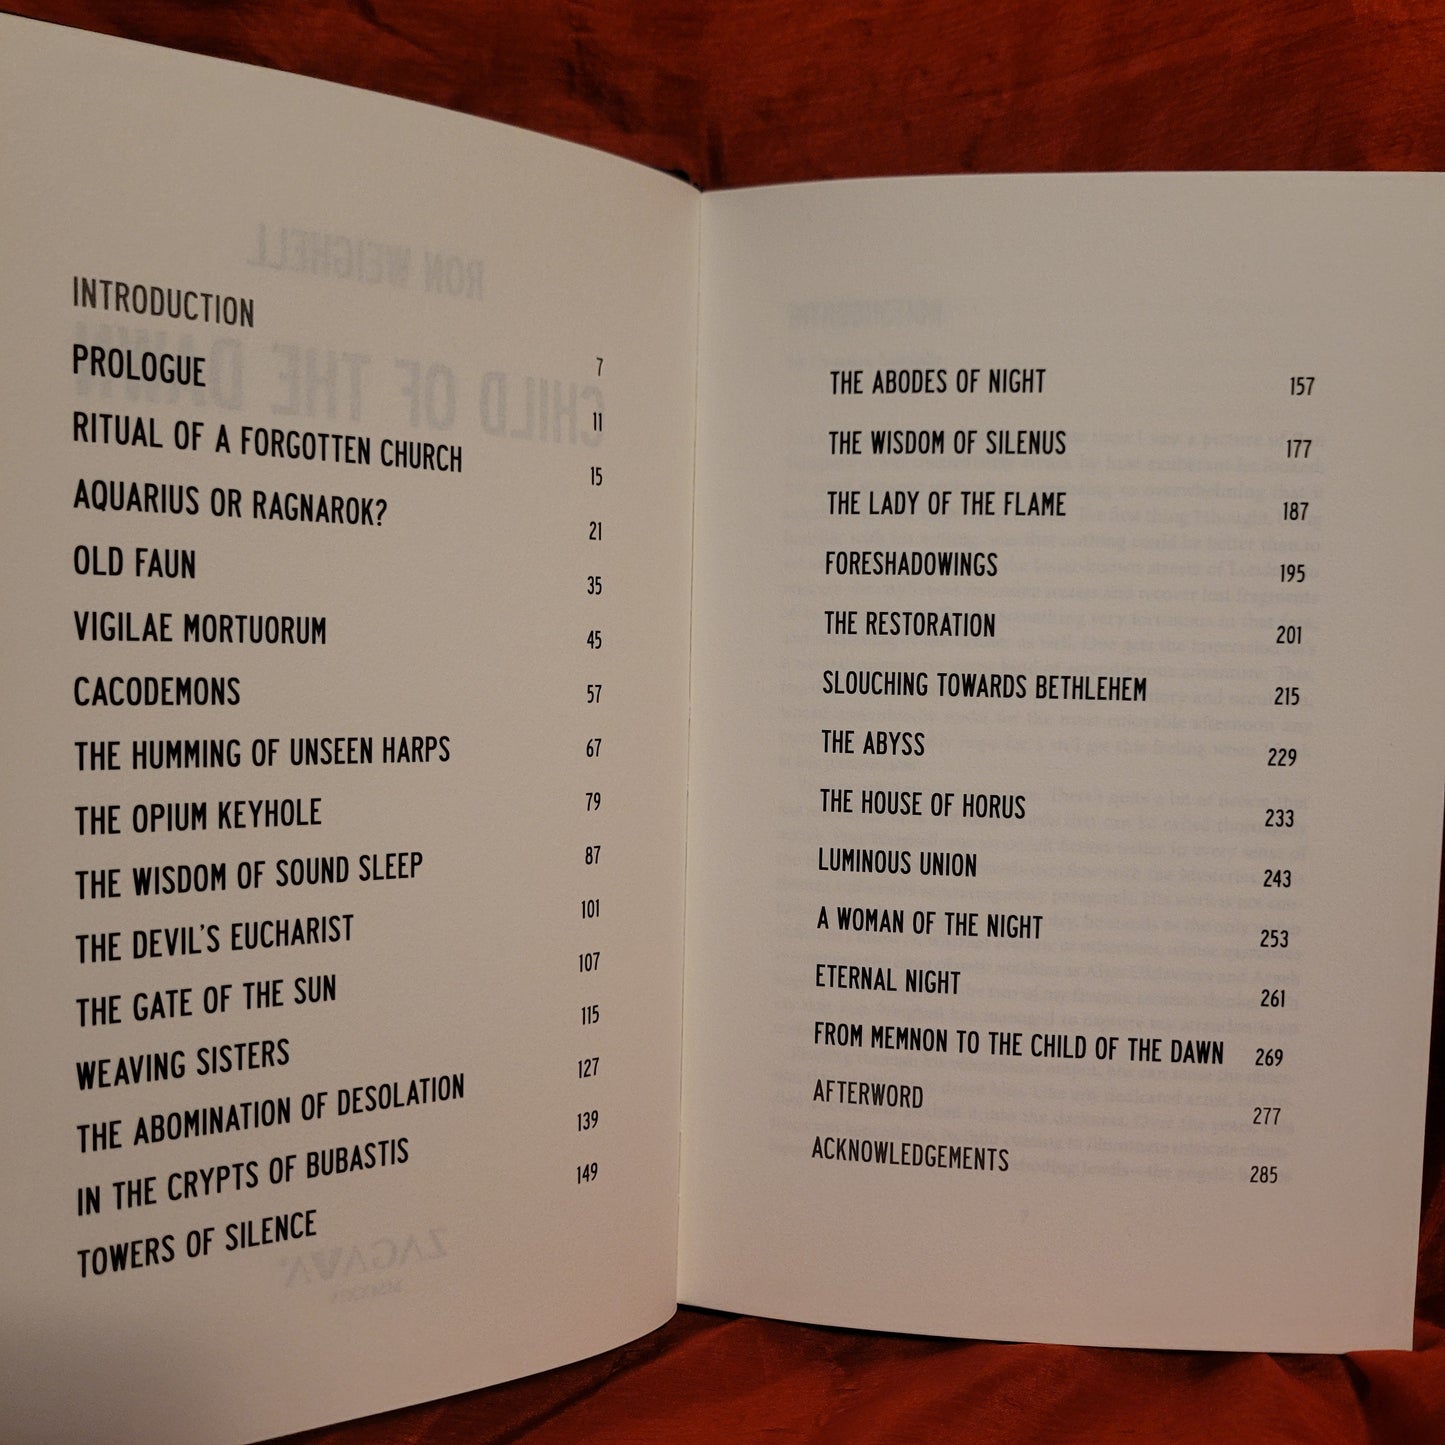 INTRODUCTION 7
PROLOGUE 11
RITUAL OF A FORGOTTEN CHURCH 15
AQUARIUS OR RAGNAROK? 21
OLD FAUN 35
VIGILAE MORTUORUM 45
CACODEMONS 57
THE HUMMING OF UNSEEN HARPS 67
THE OPIUM KEYHOLE 79
THE WISDOM OF SOUND SLEEP 87
THE DEVIL'S EUCHARIST 101
THE GATE OF THE SUN 107
WEAVING SISTERS 115
THE ABOMINATION OF DESOLATION 127
IN THE CRYPTS OF BUBASTIS 139
TOWERS OF SILENCE 149
THE ABODES OF NIGHT 157
THE WISDOM OF SILENUS 177
THE LADY OF THE FLAME 187
FORESHADOWINGS 195
THE RESTORATION 201
SLOUCHING TOWARDS BETHLEHEM 215
THE ABYSS 229
THE HOUSE OF HORUS 233
LUMINOUS UNION 243
A WOMAN OF THE NIGHT 253
ETERNAL NIGHT 261
FROM MEMNON TO THE CHILD OF THE DAWN 269
AFTERWORD 277
ACKNOWLEDGEMENTS 285